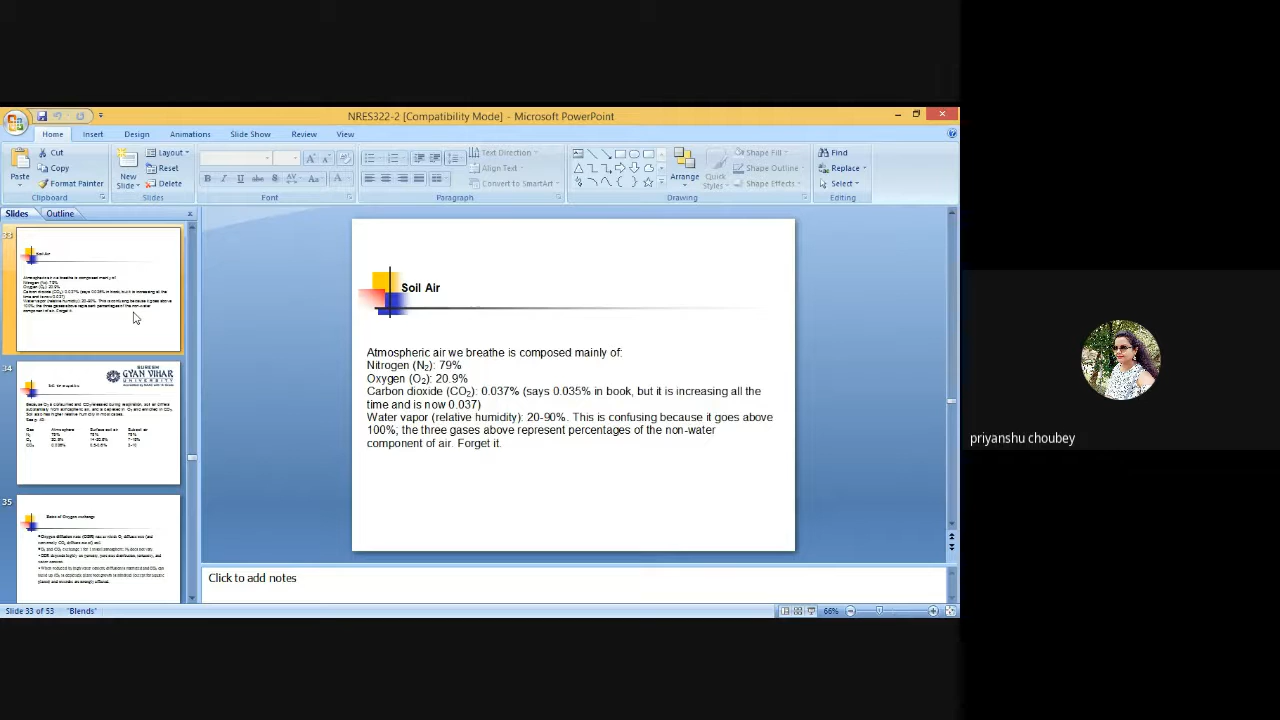 NRES322-2 [Compatibility Mode] - Microsoft PowerPoint
Home Insert Design Animations Slide Show Review View
Paste
Cut
Copy
Format Painter
Clipboard
New
Slide
Layout
Reset
Delete
Slides
Font
Paragraph
Text Direction
Align Text
Convert to SmartArt
Arrange
Quick
Styles
Shape Fill
Shape Outline
Shape Effects
Drawing
Find
Replace
Select
Editing
Slides Outline
33
Soil Air
34
GYAN VIHAR
UNIVERSITY
35
Soil Air
Atmospheric air we breathe is composed mainly of:
Nitrogen (N2): 79%
Oxygen (O2): 20.9%
Carbon dioxide (CO2): 0.037% (says 0.035% in book, but it is increasing all the
time and is now 0.037)
Water vapor (relative humidity): 20-90%. This is confusing because it goes above
100%; the three gases above represent percentages of the non-water
component of air. Forget it.
Click to add notes
Slide 33 of 53 "Blends" 66%
priyanshu choubey